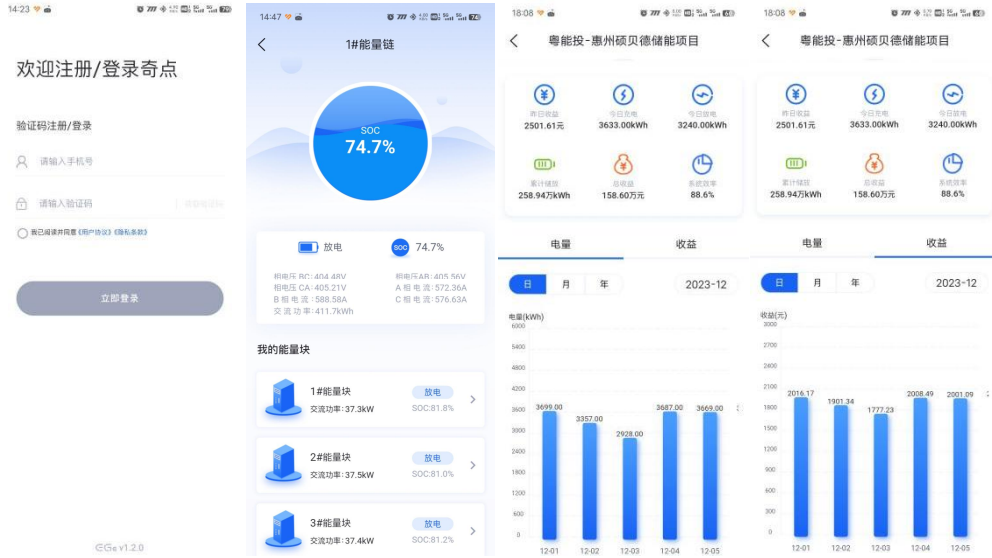 14:23
欢迎注册/登录奇点
验证码注册/登录
请输入手机号
请输入验证码
我已阅读并同意《用户协议》《隐私条款》
立即登录
v1.2.0
14:47
1#能量链
SOC
74.7%
放电
SOC 74.7%
相电压 BC:404.48V
相电压AB:405.56V
相电压 CA:405.21V
A 相 电 流:572.36A
B 相 电 流:588.58A
C 相 电 流:576.63A
交 流 功 率:411.7kWh
我的能量块
1#能量块
放电
交流功率:37.3kW
SOC:81.8%
2#能量块
放电
交流功率:37.5kW
SOC:81.0%
3#能量块
放电
交流功率:37.4kW
SOC:81.2%
18:08
粤能投-惠州硕贝德储能项目
昨日收益
今日充电
今日放电
2501.61元
3633.00kWh
3240.00kWh
累计储放
总收益
系统效率
258.94万kWh
158.60万元
88.6%
电量
收益
日
月
年
2023-12
电量(kWh)
6000
5400
4800
4200
3600
3000
2400
1800
1200
600
0
3699.00
3357.00
2928.00
3687.00
3669.00
12-01
12-02
12-03
12-04
12-05
18:08
粤能投-惠州硕贝德储能项目
昨日收益
今日充电
今日放电
2501.61元
3633.00kWh
3240.00kWh
累计储放
总收益
系统效率
258.94万kWh
158.60万元
88.6%
电量
收益
日
月
年
2023-12
收益(元)
3000
2700
2400
2100
1800
1500
1200
900
600
300
0
2016.17
1901.34
1777.23
2008.49
2001.09
12-01
12-02
12-03
12-04
12-05